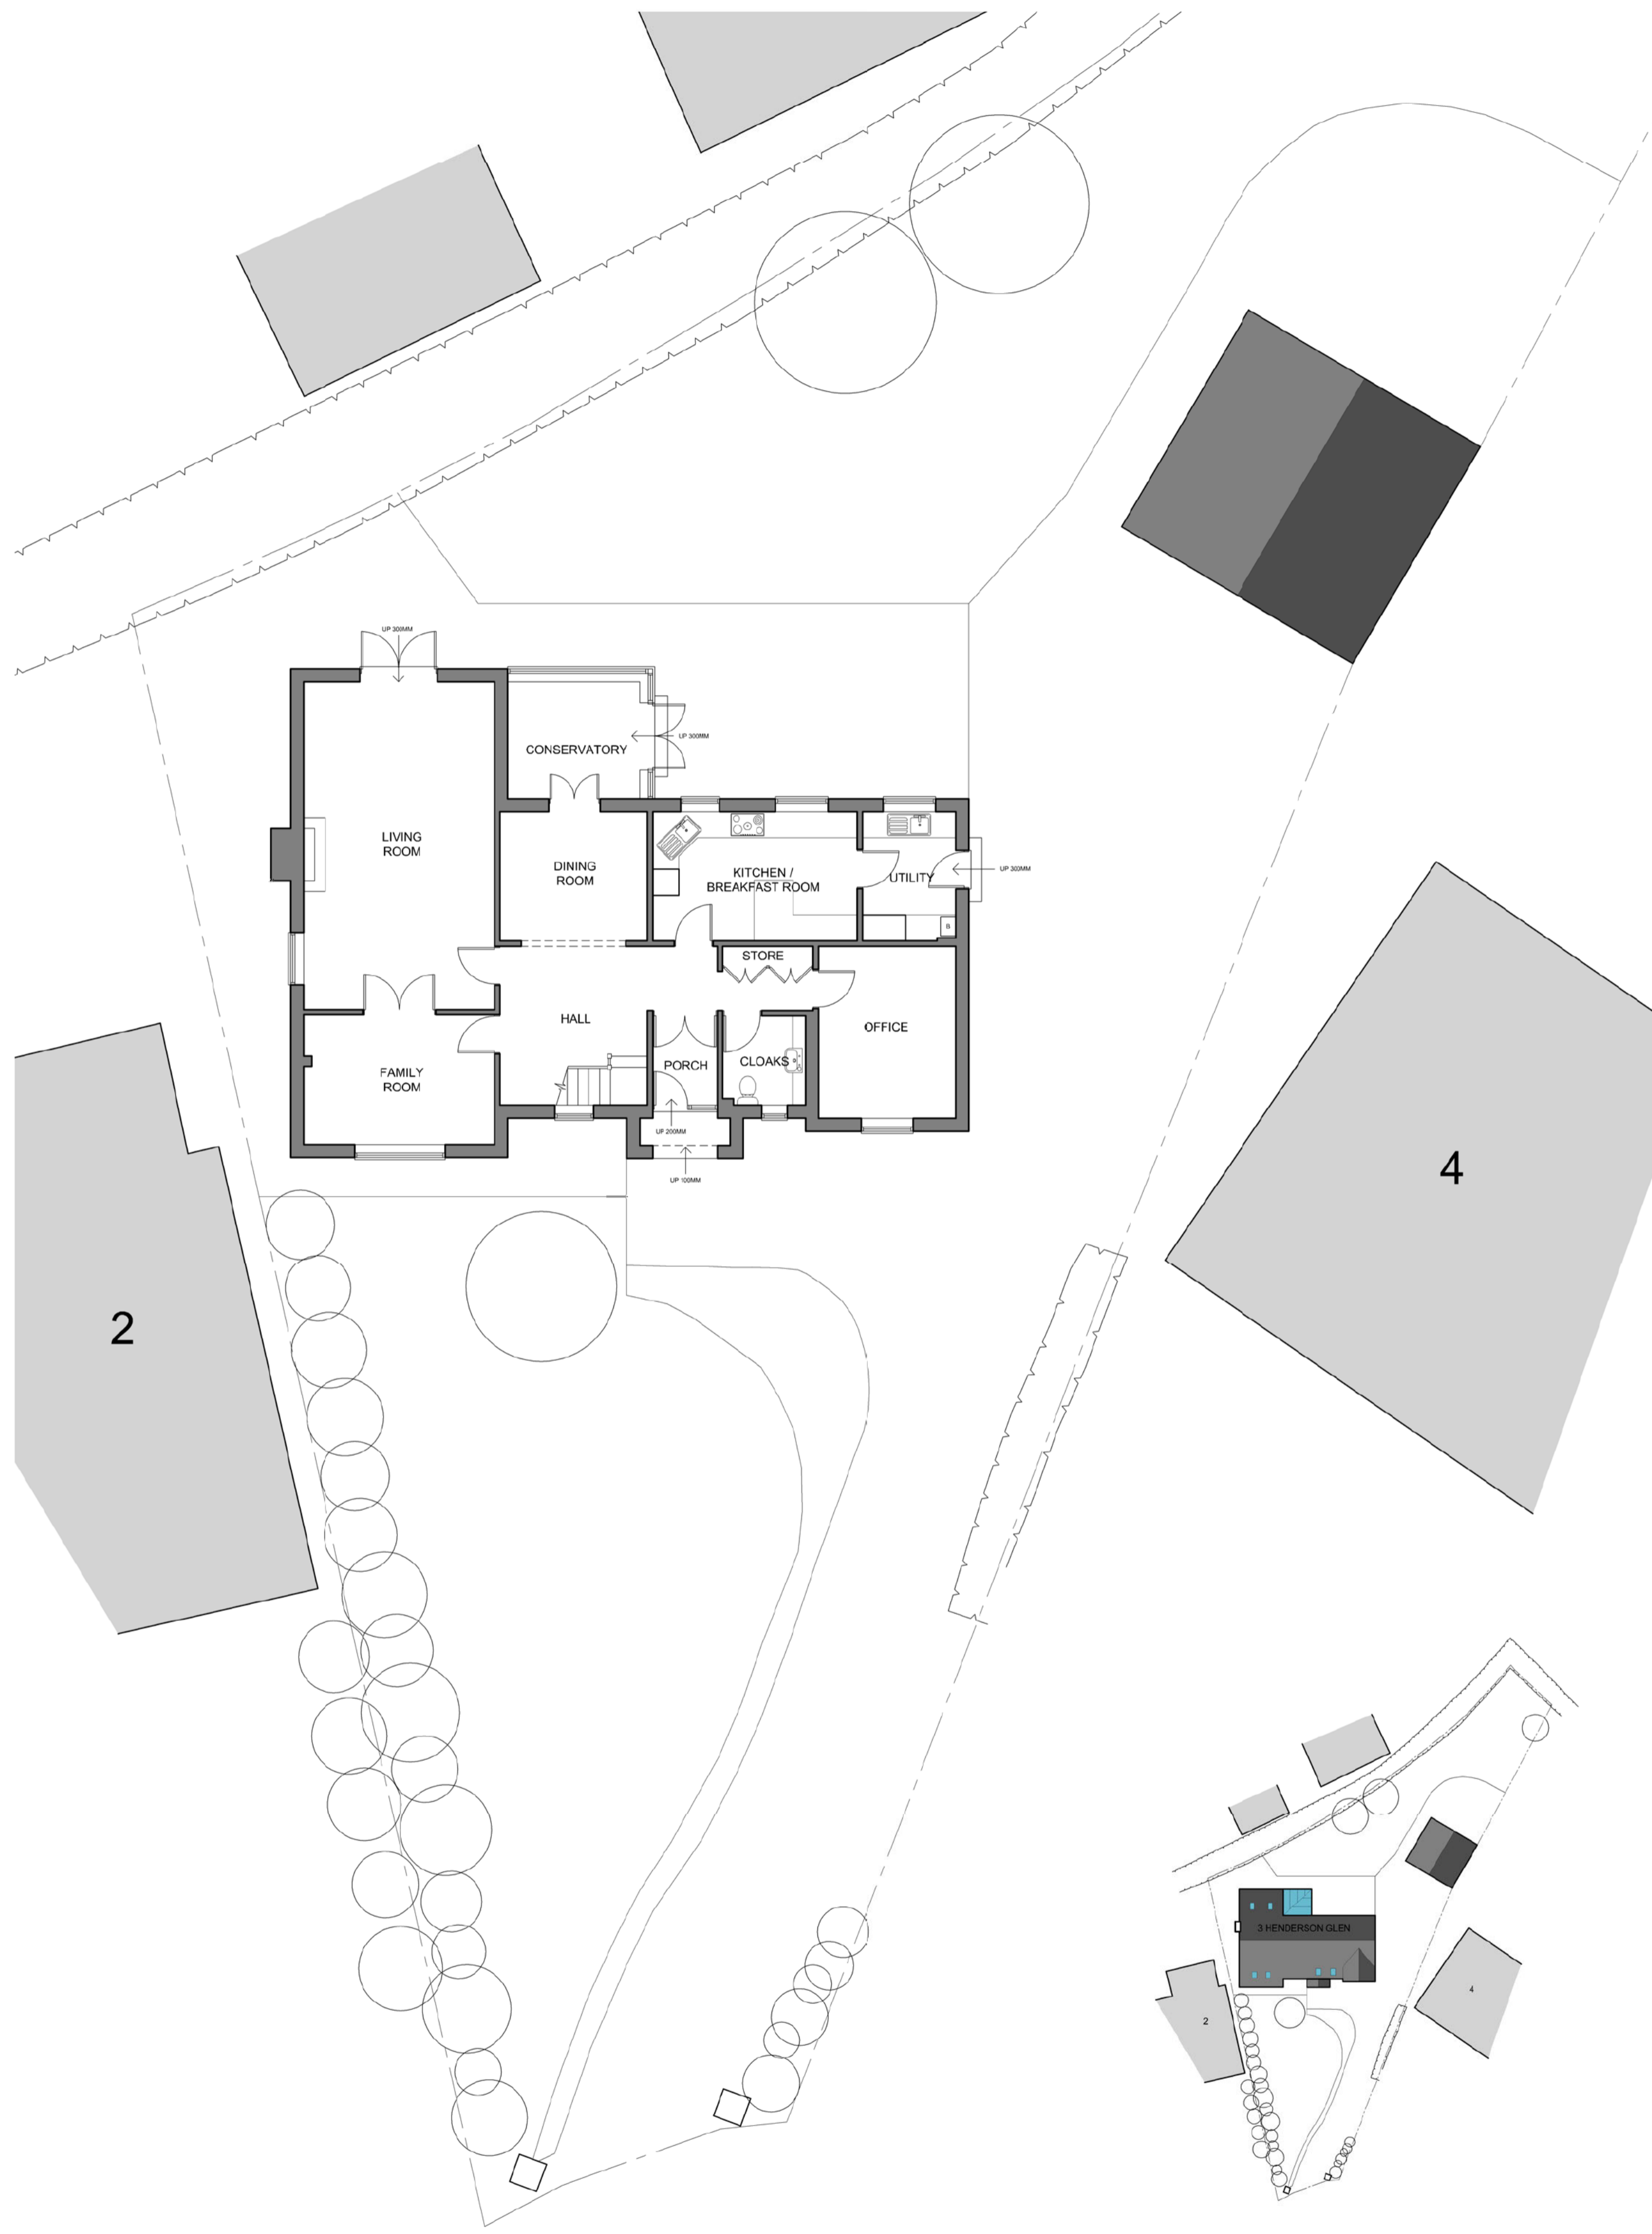 UP 300MM
CONSERVATORY
UP 300MM
LIVING
ROOM
DINING
ROOM
KITCHEN /
BREAKFAST ROOM
UTILITY
UP 300MM
B
STORE
HALL
OFFICE
FAMILY
ROOM
PORCH
CLOAKS
UP 200MM
UP 100MM
4
2
3 HENDERSON GLEN
4
2